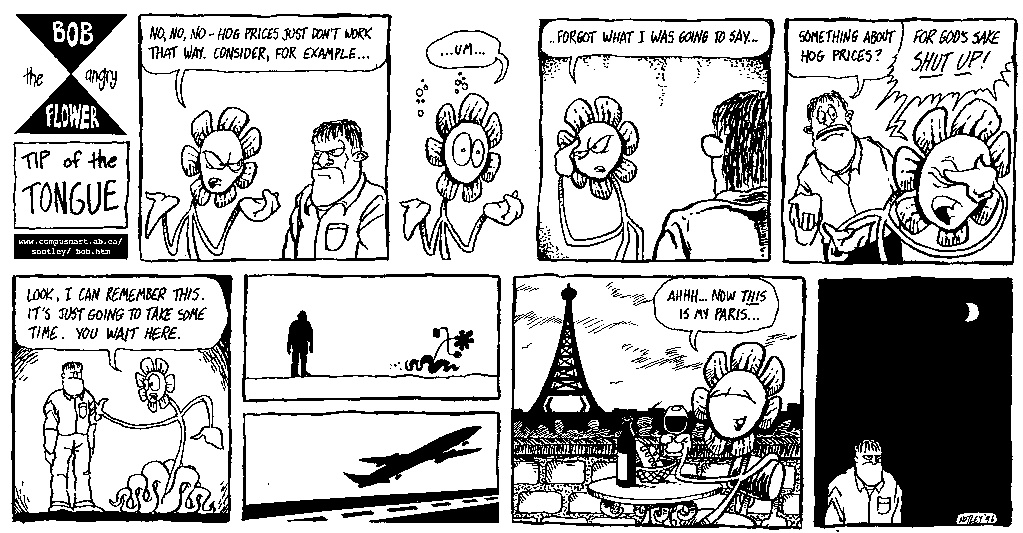 BOB
the angry
FLOWER
TIP of the
TONGUE
www.compusmart.ab.ca/
snotley/ bob.htm
NO, NO, NO - HOG PRICES JUST DON'T WORK
THAT WAY. CONSIDER, FOR EXAMPLE...
...UM...
..FORGOT WHAT I WAS GOING TO SAY...
SOMETHING ABOUT
HOG PRICES?
FOR GOD'S SAKE
SHUT UP!
LOOK, I CAN REMEMBER THIS.
IT'S JUST GOING TO TAKE SOME
TIME. YOU WAIT HERE.
AHHH... NOW THIS
IS MY PARIS...
NOTLEY